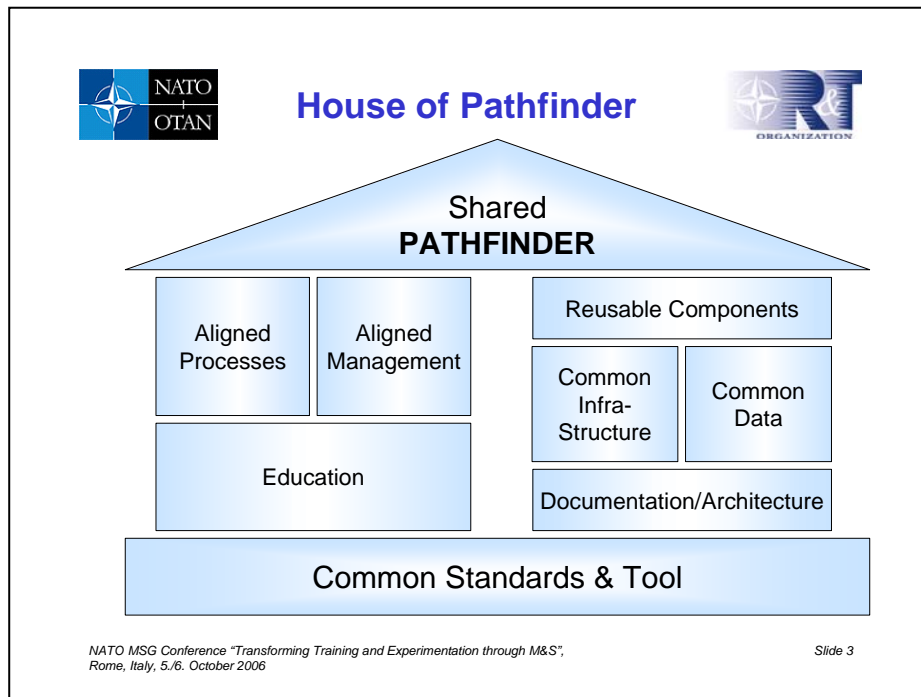 NATO
OTAN
House of Pathfinder
R&T
ORGANIZATION
Shared
PATHFINDER
Aligned
Processes
Aligned
Management
Reusable Components
Common
Infra-
Structure
Common
Data
Education
Documentation/Architecture
Common Standards & Tool
NATO MSG Conference “Transforming Training and Experimentation through M&S”,
Rome, Italy, 5./6. October 2006
Slide 3